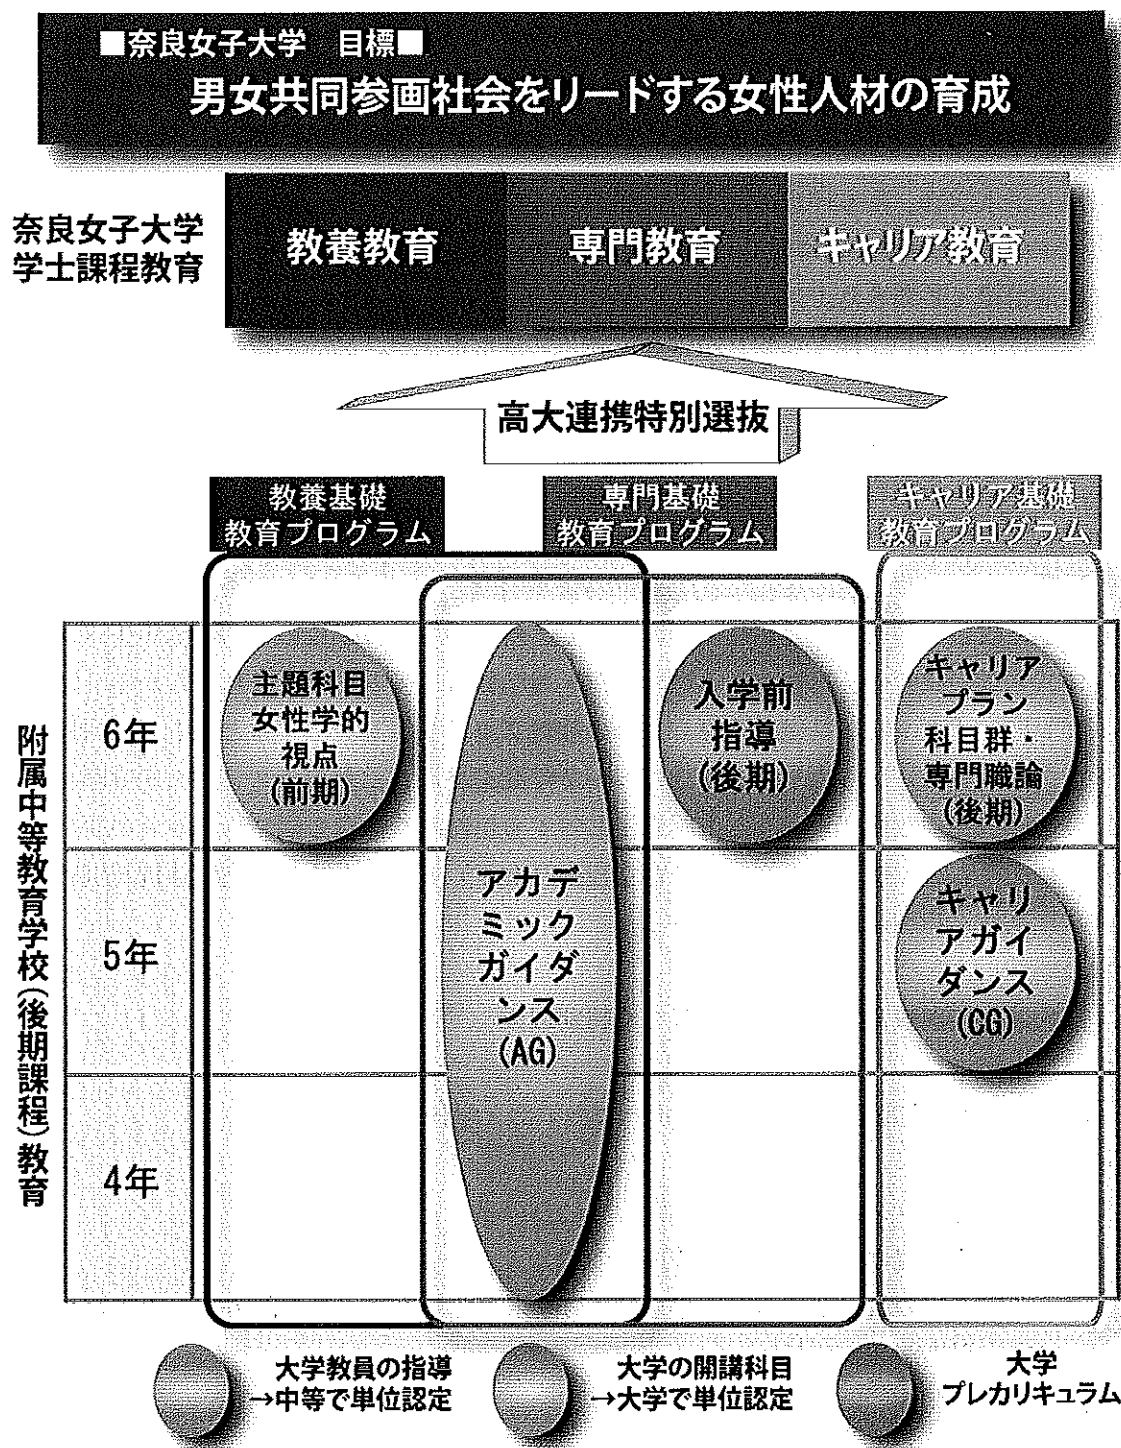 ■奈良女子大学 目標■
男女共同参画社会をリードする女性人材の育成
奈良女子大学
学士課程教育
教養教育
専門教育
キャリア教育
高大連携特別選抜
教養基礎
教育プログラム
専門基礎
教育プログラム
キャリア基礎
教育プログラム
附属中等教育学校(後期課程)教育
6年
主題科目
女性学的
視点
(前期)
入学前
指導
(後期)
キャリア
プラン
科目群・
専門職論
(後期)
5年
アカデ
ミック
ガイダ
ンス
(AG)
キャリ
アガイ
ダンス
(CG)
4年
大学教員の指導
→中等で単位認定
大学の開講科目
→大学で単位認定
大学
プレカリキュラム